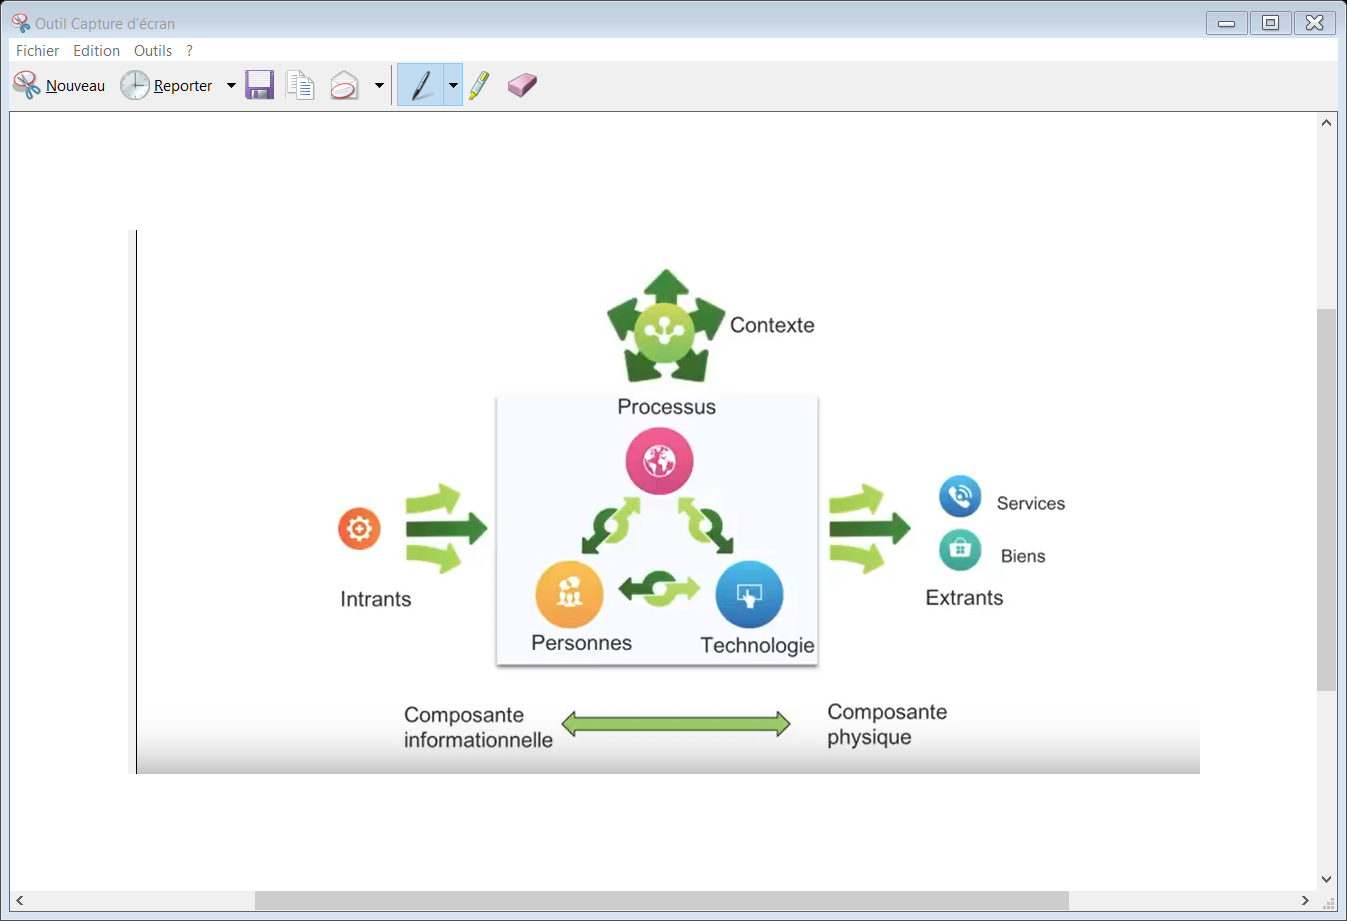 Outil Capture d'écran
Fichier Edition Outils ?
Nouveau Reporter
Contexte
Processus
Services
Biens
Intrants
Extrants
Personnes
Technologie
Composante
informationnelle
Composante
physique